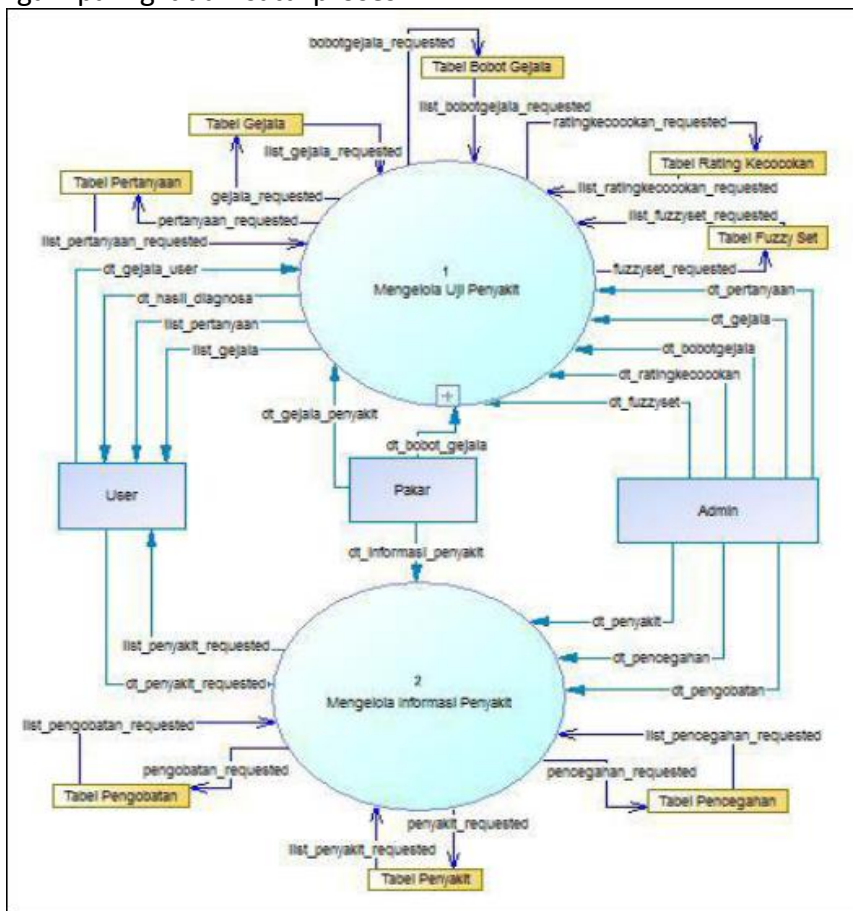 bobotgejala_requested
Tabel Bobot Gejala
list_bobotgejala_requested
Tabel Gejala
ratingkecocokan_requested
list_gejala_requested
Tabel Rating Kecocokan
Tabel Pertanyaan
gejala_requested
list_ratingkecocokan_requested
pertanyaan_requested
list_fuzzyset_requested
list_pertanyaan_requested
Tabel Fuzzy Set
dt_gejala_user
1
fuzzyset_requested
Mengelola Uji Penyakit
dt_pertanyaan
dt_hasil_diagnosa
list_pertanyaan
dt_gejala
list_gejala
dt_bobotgejala
dt_ratingkecocokan
dt_fuzzyset
dt_gejala_penyakit
dt_bobot_gejala
User
Pakar
Admin
dt_informasi_penyakit
dt_penyakit
list_penyakit_requested
dt_pencegahan
2
dt_penyakit_requested
dt_pengobatan
Mengelola Informasi Penyakit
list_pengobatan_requested
list_pencegahan_requested
pengobatan_requested
pencegahan_requested
Tabel Pengobatan
Tabel Pencegahan
penyakit_requested
list_penyakit_requested
Tabel Penyakit